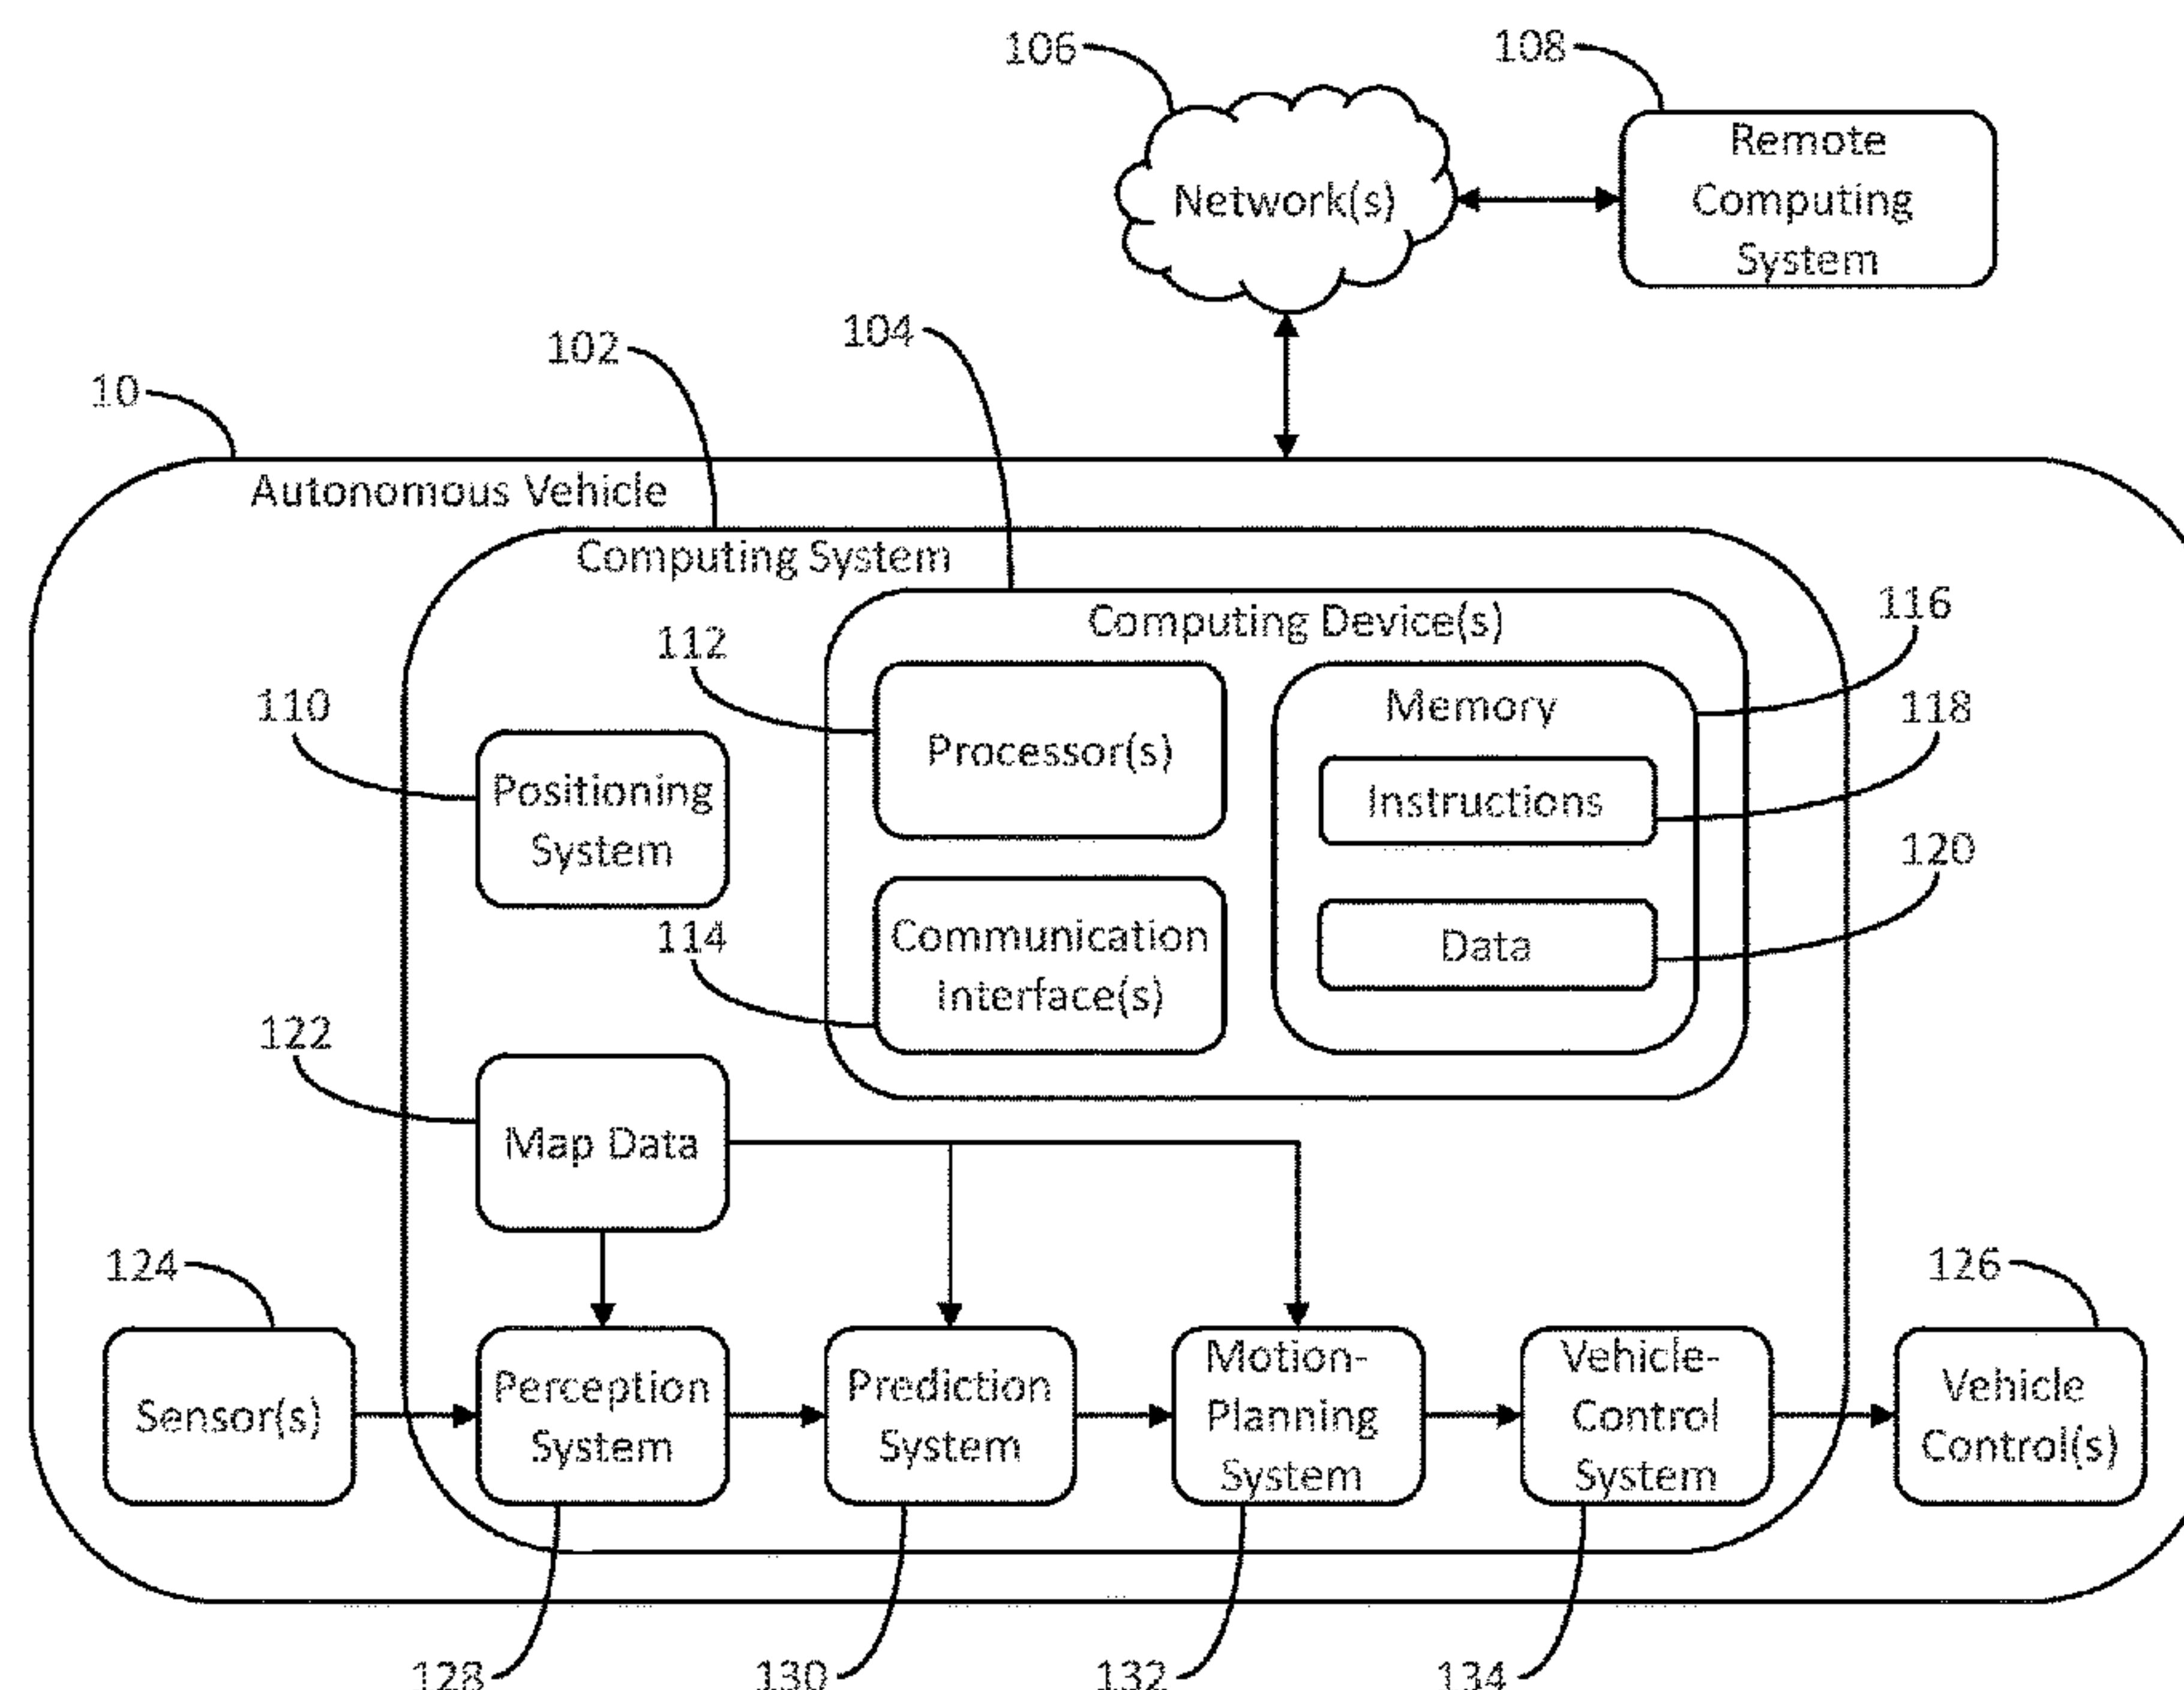 106
108
Remote
Computing
System
Network(s)
104
102
10
Autonomous Vehicle
Computing System
Computing Device(s)
116
112
Memory
118
110
Processor(s)
Positioning
System
Instructions
120
114
Communication
Interface(s)
Data
122
Map Data
124
126
Sensor(s)
Perception
System
Prediction
System
Motion-
Planning
System
Vehicle-
Control
System
Vehicle
Control(s)
128
130
132
134